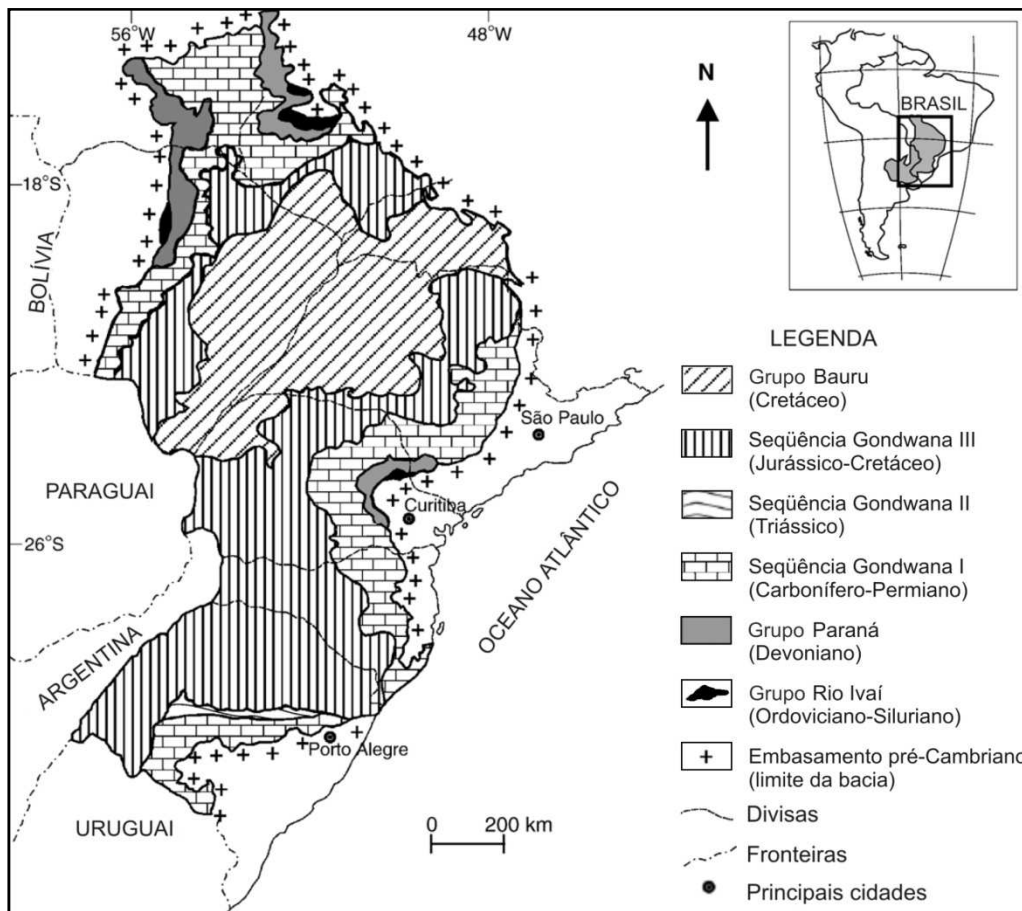 56°W
48°W
N
BRASIL
18°S
BOLÍVIA
LEGENDA
Grupo Bauru
(Cretáceo)
São Paulo
Seqüência Gondwana III
(Jurássico-Cretáceo)
PARAGUAI
Curitiba
Seqüência Gondwana II
(Triássico)
26°S
OCEANO ATLÂNTICO
Seqüência Gondwana I
(Carbonífero-Permiano)
Grupo Paraná
(Devoniano)
ARGENTINA
Grupo Rio Ivaí
(Ordoviciano-Siluriano)
Porto Alegre
Embasamento pré-Cambriano
(limite da bacia)
URUGUAI
0 200 km
Divisas
Fronteiras
Principais cidades